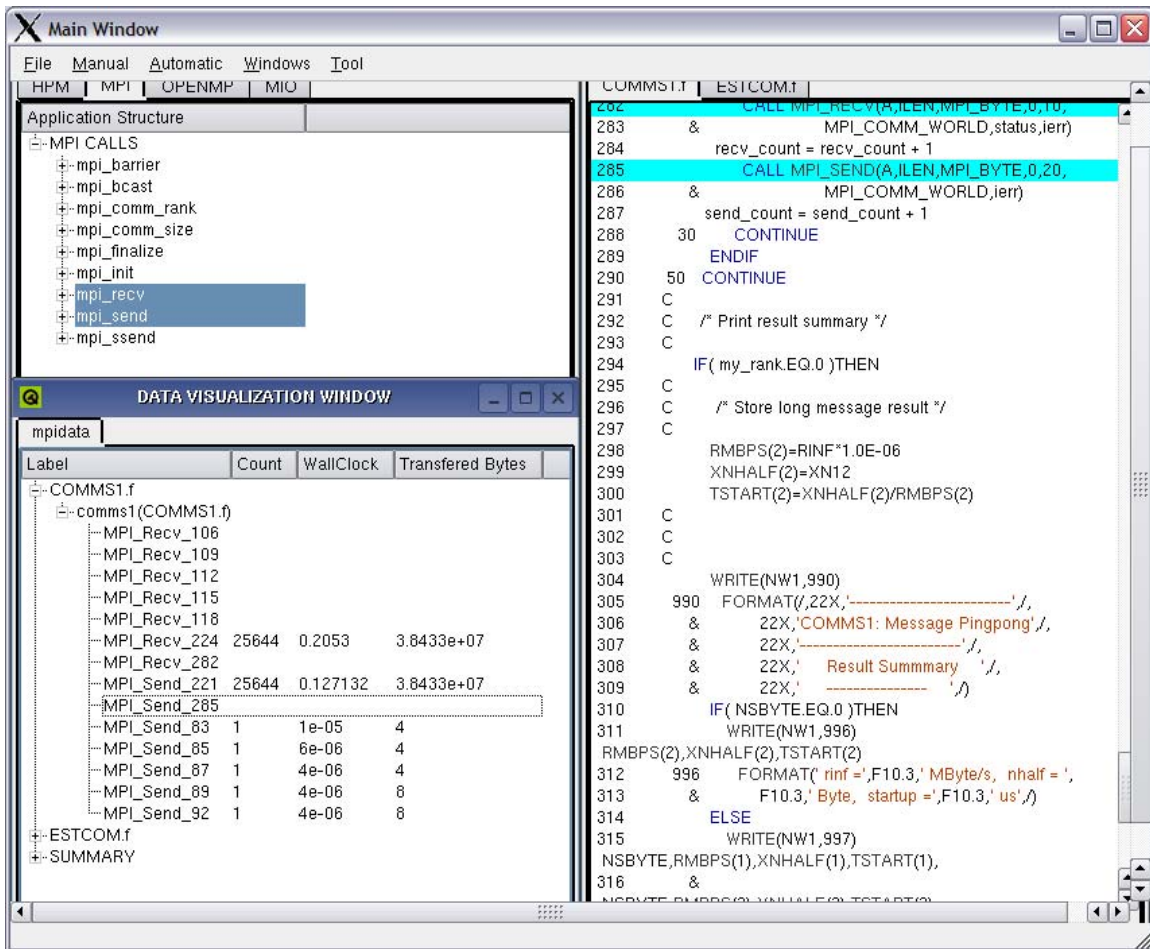 Main Window
File Manual Automatic Windows Tool
HPM MPI OPENMP MIO
Application Structure
MPI CALLS
mpi_barrier
mpi_bcast
mpi_comm_rank
mpi_comm_size
mpi_finalize
mpi_init
mpi_recv
mpi_send
mpi_ssend
DATA VISUALIZATION WINDOW
mpidata
Label Count WallClock Transfered Bytes
COMMS1.f
comms1(COMMS1.f)
MPI_Recv_106
MPI_Recv_109
MPI_Recv_112
MPI_Recv_115
MPI_Recv_118
MPI_Recv_224 25644 0.2053 3.8433e+07
MPI_Recv_282
MPI_Send_221 25644 0.127132 3.8433e+07
MPI_Send_285
MPI_Send_83 1 1e-05 4
MPI_Send_85 1 6e-06 4
MPI_Send_87 1 4e-06 4
MPI_Send_89 1 4e-06 8
MPI_Send_92 1 4e-06 8
ESTCOM.f
SUMMARY
COMMS1.f ESTCOM.f
282 CALL MPI_RECV(A,ILEN,MPI_BYTE,0,10,
283 & MPI_COMM_WORLD,status,ierr)
284 recv_count = recv_count + 1
285 CALL MPI_SEND(A,ILEN,MPI_BYTE,0,20,
286 & MPI_COMM_WORLD,ierr)
287 send_count = send_count + 1
288 30 CONTINUE
289 ENDIF
290 50 CONTINUE
291 C
292 C /* Print result summary */
293 C
294 IF( my_rank.EQ.0 )THEN
295 C
296 C /* Store long message result */
297 C
298 RMBPS(2)=RINF*1.0E-06
299 XNHALF(2)=XN12
300 TSTART(2)=XNHALF(2)/RMBPS(2)
301 C
302 C
303 C
304 WRITE(NW1,990)
305 990 FORMAT(/,22X,'------------------------',/,
306 & 22X,'COMMS1: Message Pingpong',/,
307 & 22X,'------------------------',/,
308 & 22X,' Result Summmary ',/,
309 & 22X,' --------------- ',/)
310 IF( NSBYTE.EQ.0 )THEN
311 WRITE(NW1,996)
RMBPS(2),XNHALF(2),TSTART(2)
312 996 FORMAT(' rinf =',F10.3,' MByte/s, nhalf = ',
313 & F10.3,' Byte, startup =',F10.3,' us',/)
314 ELSE
315 WRITE(NW1,997)
NSBYTE,RMBPS(1),XNHALF(1),TSTART(1),
316 &